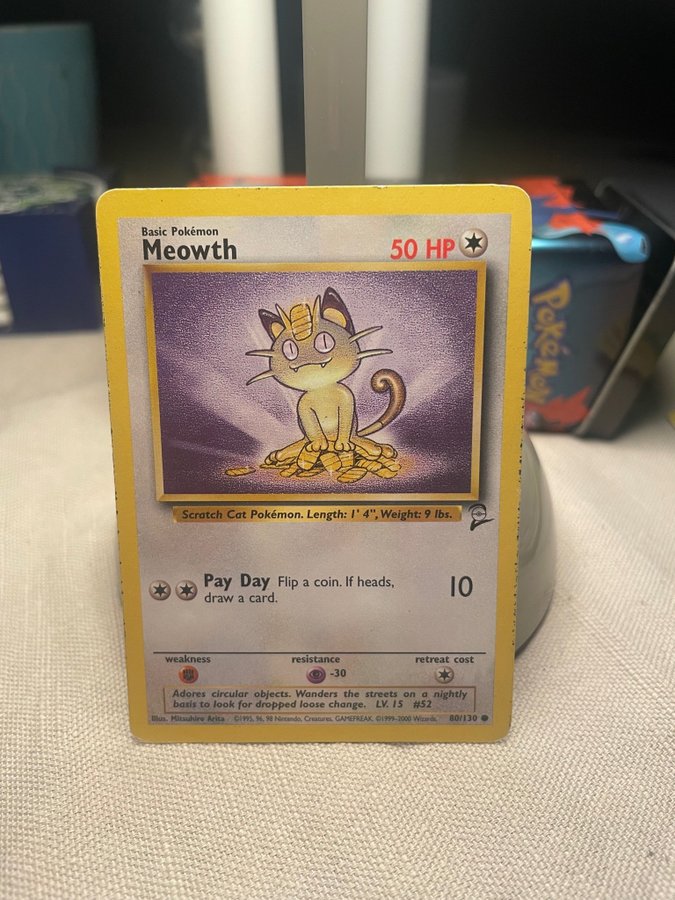 Basic Pokémon
Meowth 50 HP
Scratch Cat Pokémon. Length: 1' 4", Weight: 9 lbs.
Pay Day Flip a coin. If heads, 10
draw a card.
weakness resistance retreat cost
-30
Adores circular objects. Wanders the streets on a nightly
basis to look for dropped loose change. LV. 15 #52
Illus. Mitsuhiro Arita ©1995, 96, 98 Nintendo, Creatures, GAMEFREAK. ©1999-2000 Wizards. 80/130
Pokémon